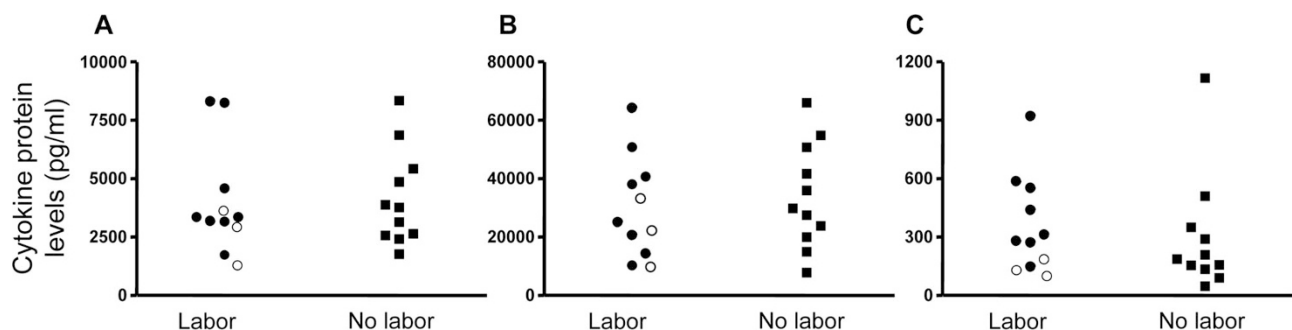 A
B
C
Cytokine protein
levels (pg/ml)
10000
7500
5000
2500
0
Labor
No labor
80000
60000
40000
20000
0
Labor
No labor
1200
900
600
300
0
Labor
No labor